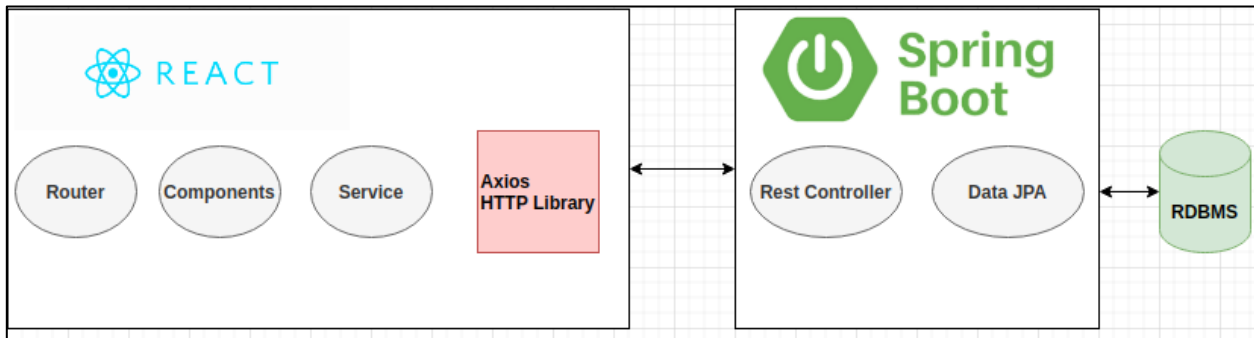 REACT
Spring
Boot
Router
Components
Service
Axios
HTTP Library
Rest Controller
Data JPA
RDBMS